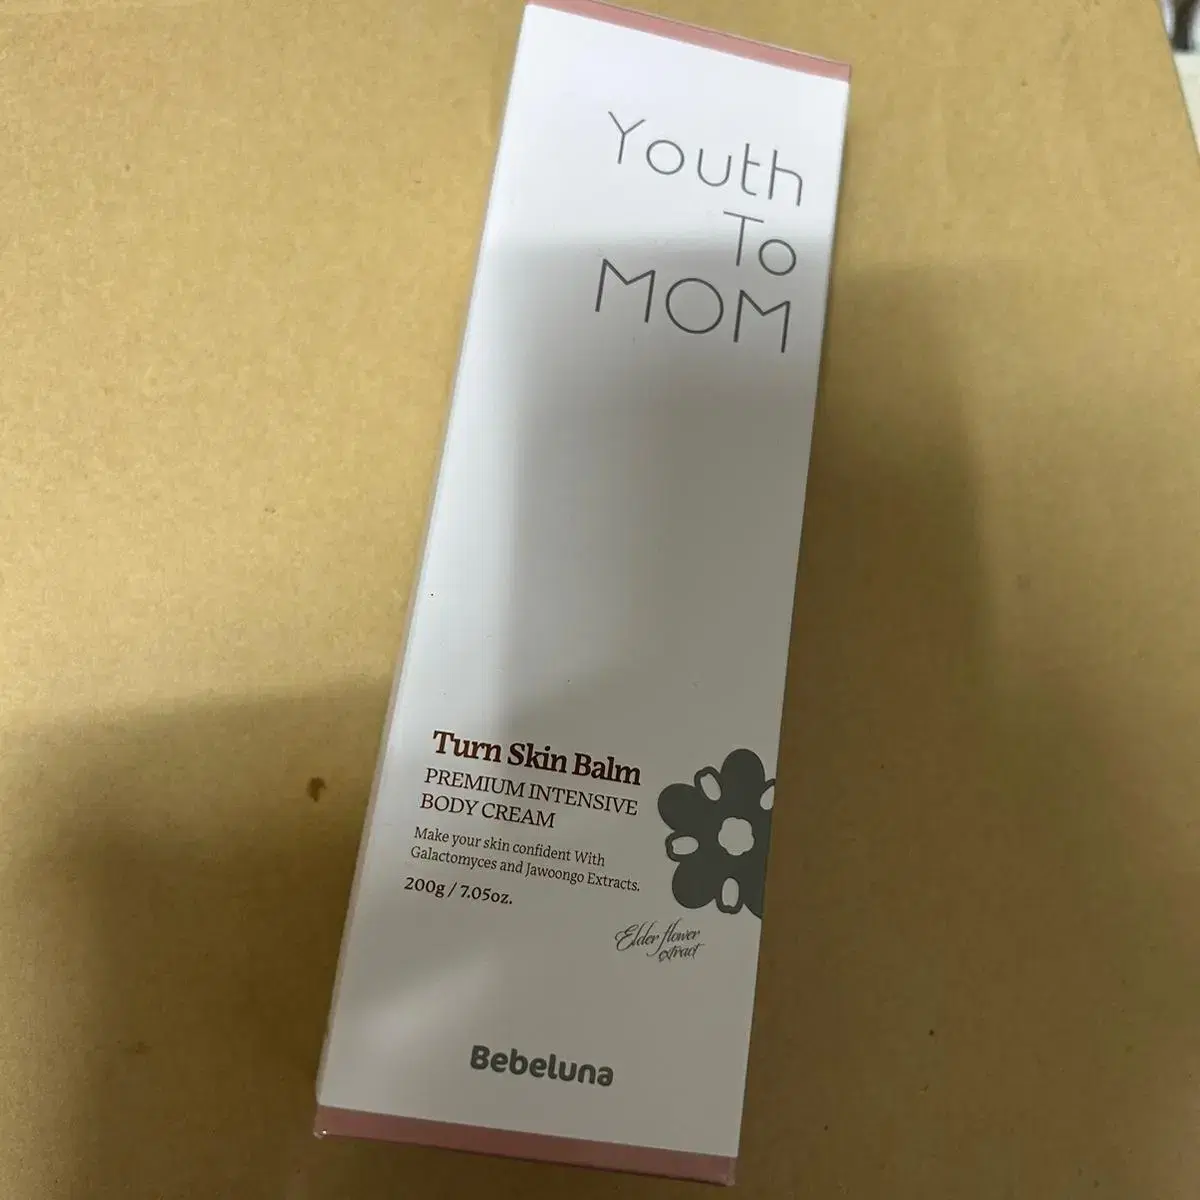 Youth
To
MOM
Turn Skin Balm
PREMIUM INTENSIVE
BODY CREAM
Make your skin confident With
Galactomyces and Jawoongo Extracts.
200g / 7.05oz.
Elder flower
extract
Bebeluna